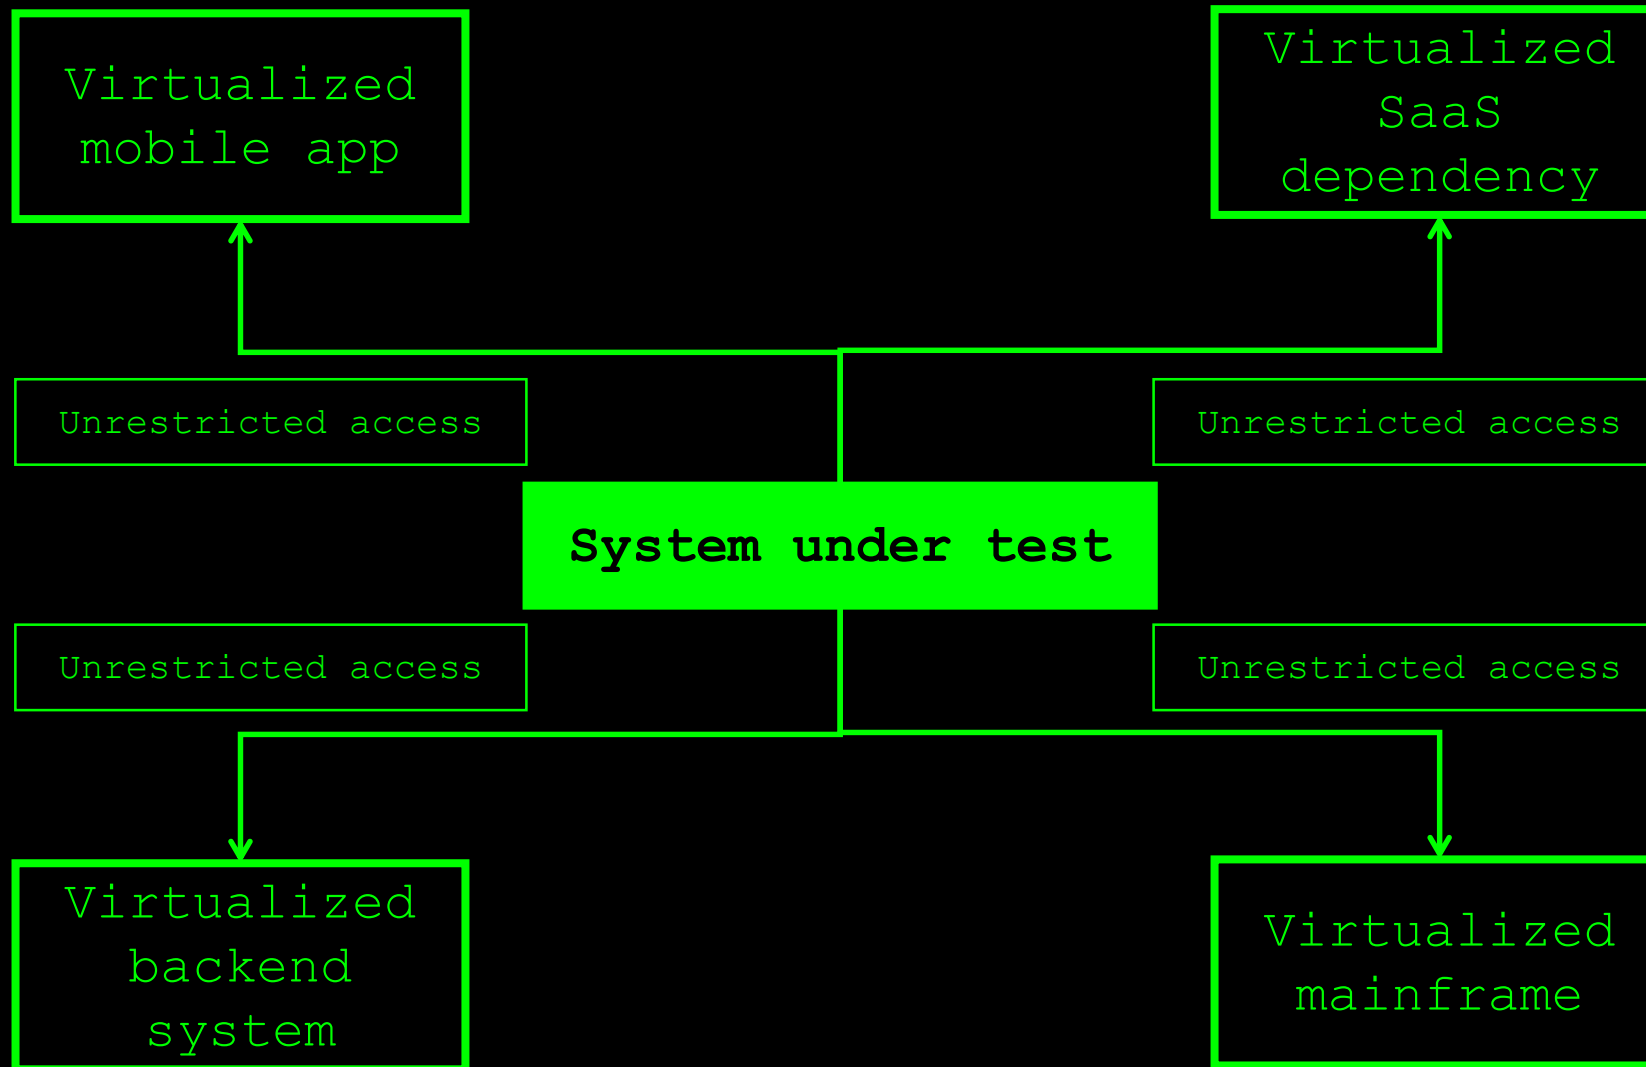 Virtualized
mobile app
Virtualized
SaaS
dependency
Unrestricted access
Unrestricted access
System under test
Unrestricted access
Unrestricted access
Virtualized
backend
system
Virtualized
mainframe